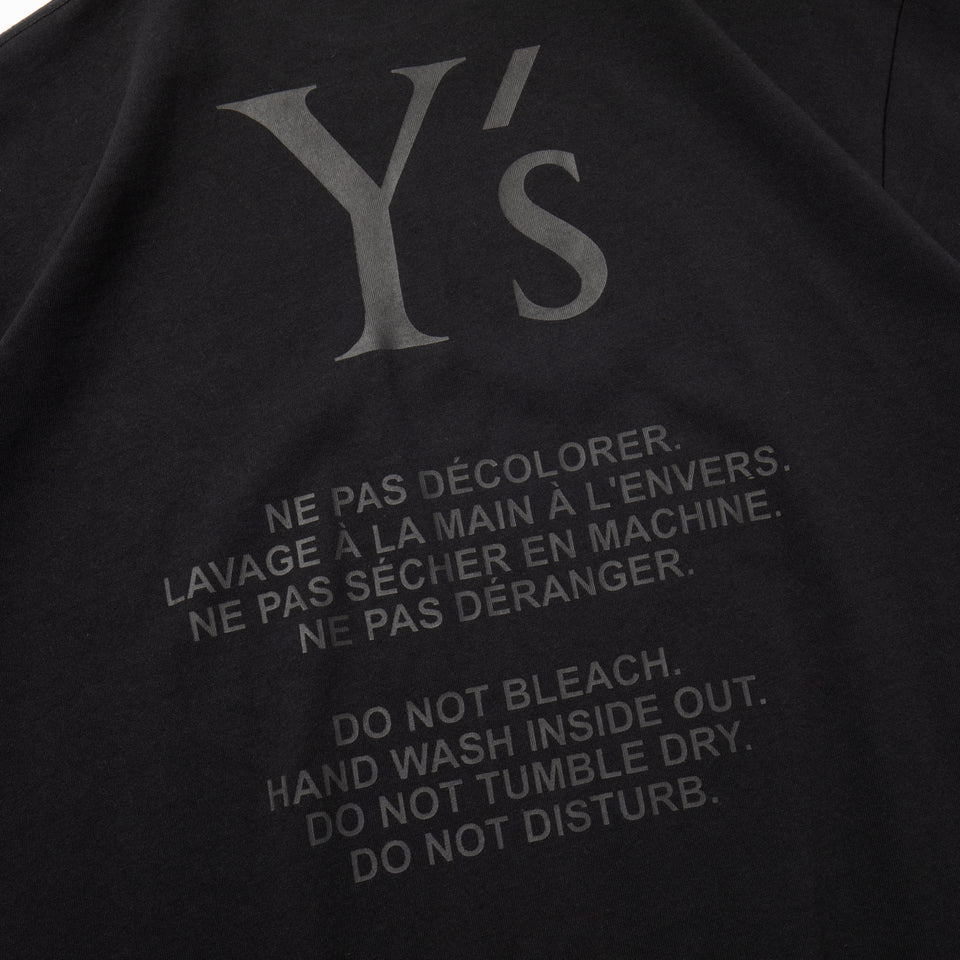 Y's
NE PAS DÉCOLORER.
LAVAGE À LA MAIN À L'ENVERS.
NE PAS SÉCHER EN MACHINE.
NE PAS DÉRANGER.
DO NOT BLEACH.
HAND WASH INSIDE OUT.
DO NOT TUMBLE DRY.
DO NOT DISTURB.